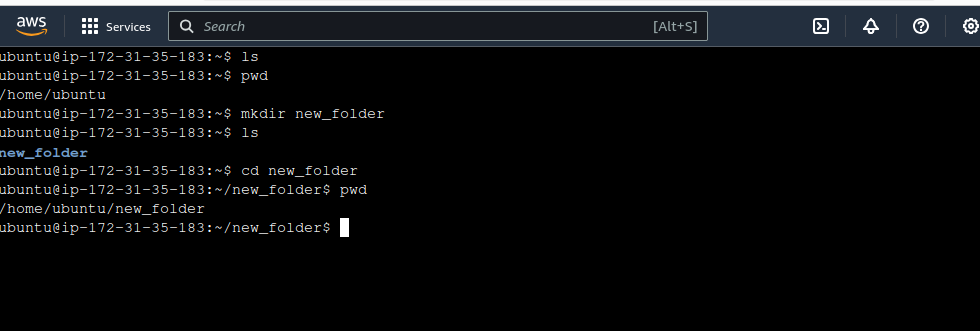 aws
Services
Search
[Alt+S]
ubuntu@ip-172-31-35-183:~$ ls
ubuntu@ip-172-31-35-183:~$ pwd
/home/ubuntu
ubuntu@ip-172-31-35-183:~$ mkdir new_folder
ubuntu@ip-172-31-35-183:~$ ls
new_folder
ubuntu@ip-172-31-35-183:~$ cd new_folder
ubuntu@ip-172-31-35-183:~/new_folder$ pwd
/home/ubuntu/new_folder
ubuntu@ip-172-31-35-183:~/new_folder$